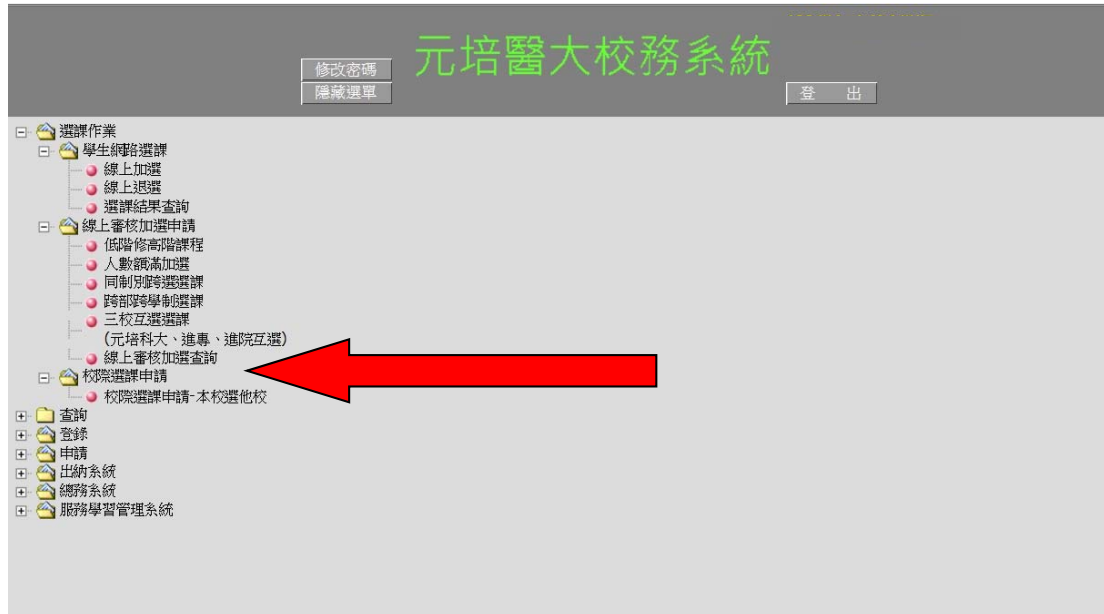 元培醫大校務系統
修改密碼
隱藏選單
登 出
選課作業
學生網路選課
線上加選
線上退選
選課結果查詢
線上審核加選申請
低階修高階課程
人數額滿加選
同制別跨選選課
跨部跨學制選課
三校互選選課
(元培科大、進專、進院互選)
線上審核加選查詢
校際選課申請
校際選課申請-本校選他校
查詢
登錄
申請
出納系統
總務系統
服務學習管理系統